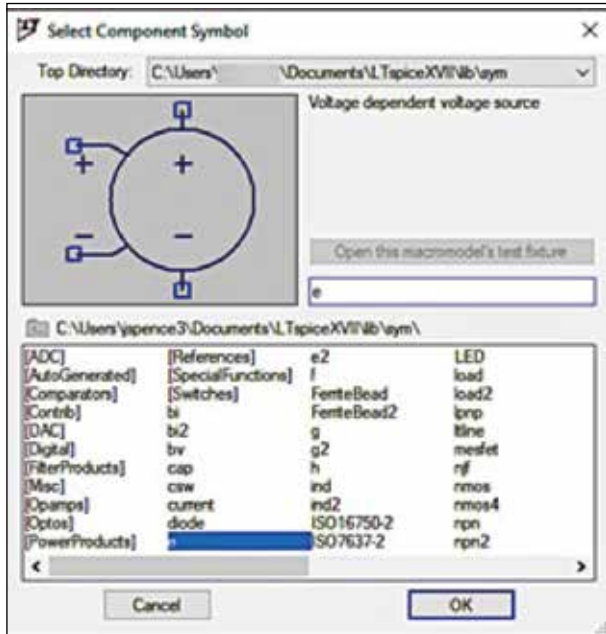 Select Component Symbol
Top Directory: C:\Users\ \Documents\LTspiceXVII\lib\sym
Voltage dependent voltage source
+ +
- -
Open this macromodel's test fixture
e
C:\Users\jspence3\Documents\LTspiceXVII\lib\sym\
[ADC] [References] e2 LED
[AutoGenerated] [SpecialFunctions] f load
[Comparators] [Switches] FerriteBead load2
[Contrib] bi FerriteBead2 lpnp
[DAC] bi2 g ltline
[Digital] bv g2 mesfet
[FilterProducts] cap h njf
[Misc] csw ind nmos
[Opamps] current ind2 nmos4
[Optos] diode ISO16750-2 npn
[PowerProducts] e ISO7637-2 npn2
Cancel OK